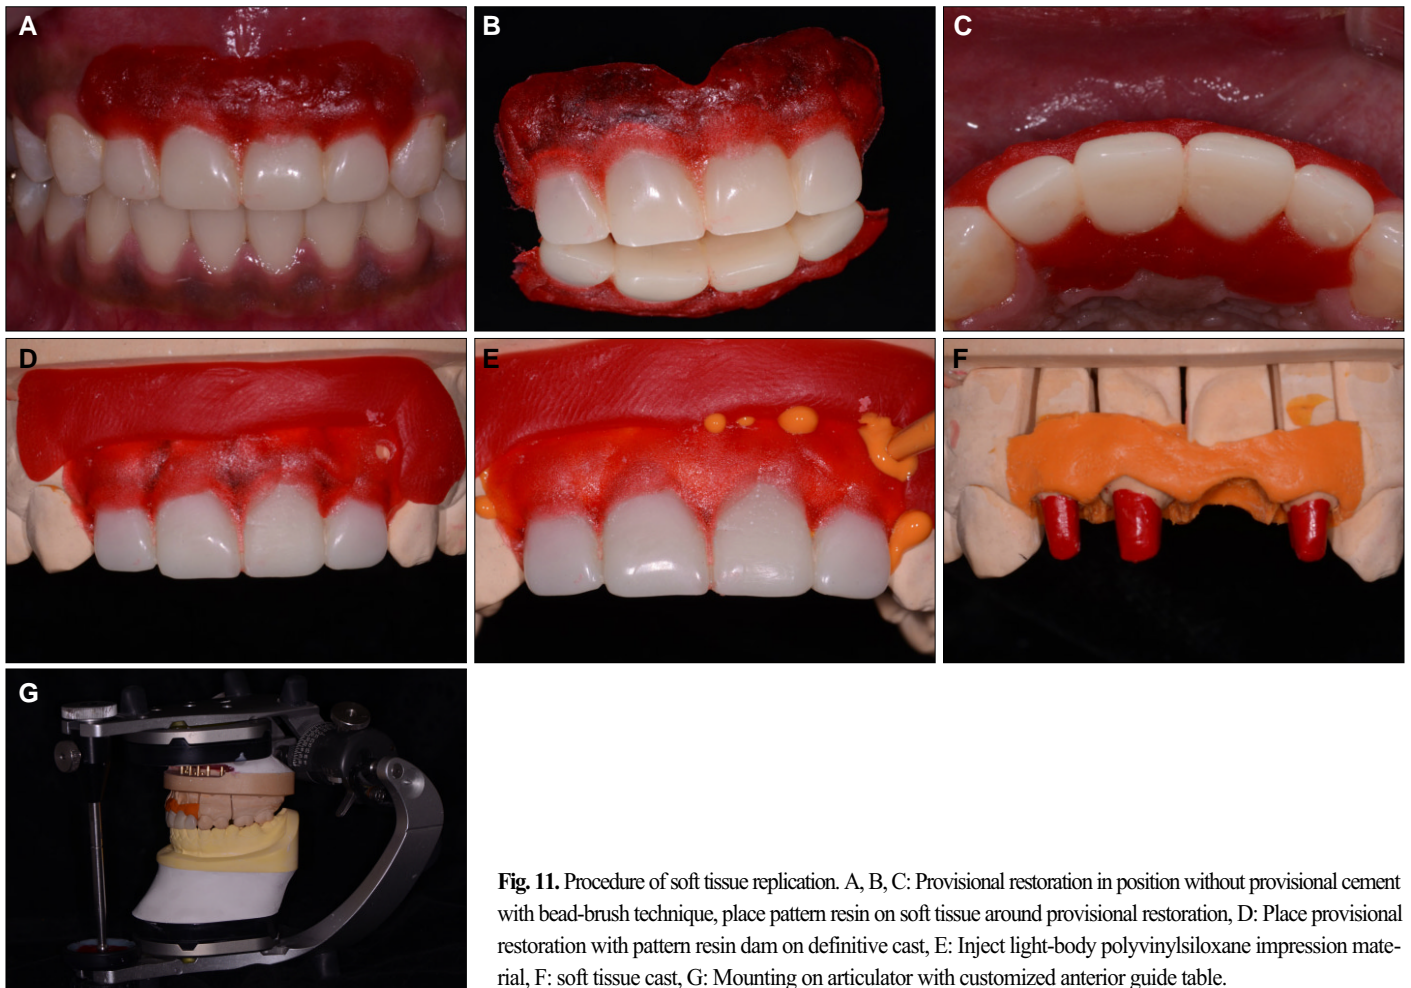 A
B
C
D
E
F
G
Fig. 11. Procedure of soft tissue replication. A, B, C: Provisional restoration in position without provisional cement
with bead-brush technique, place pattern resin on soft tissue around provisional restoration, D: Place provisional
restoration with pattern resin dam on definitive cast, E: Inject light-body polyvinylsiloxane impression mate-
rial, F: soft tissue cast, G: Mounting on articulator with customized anterior guide table.